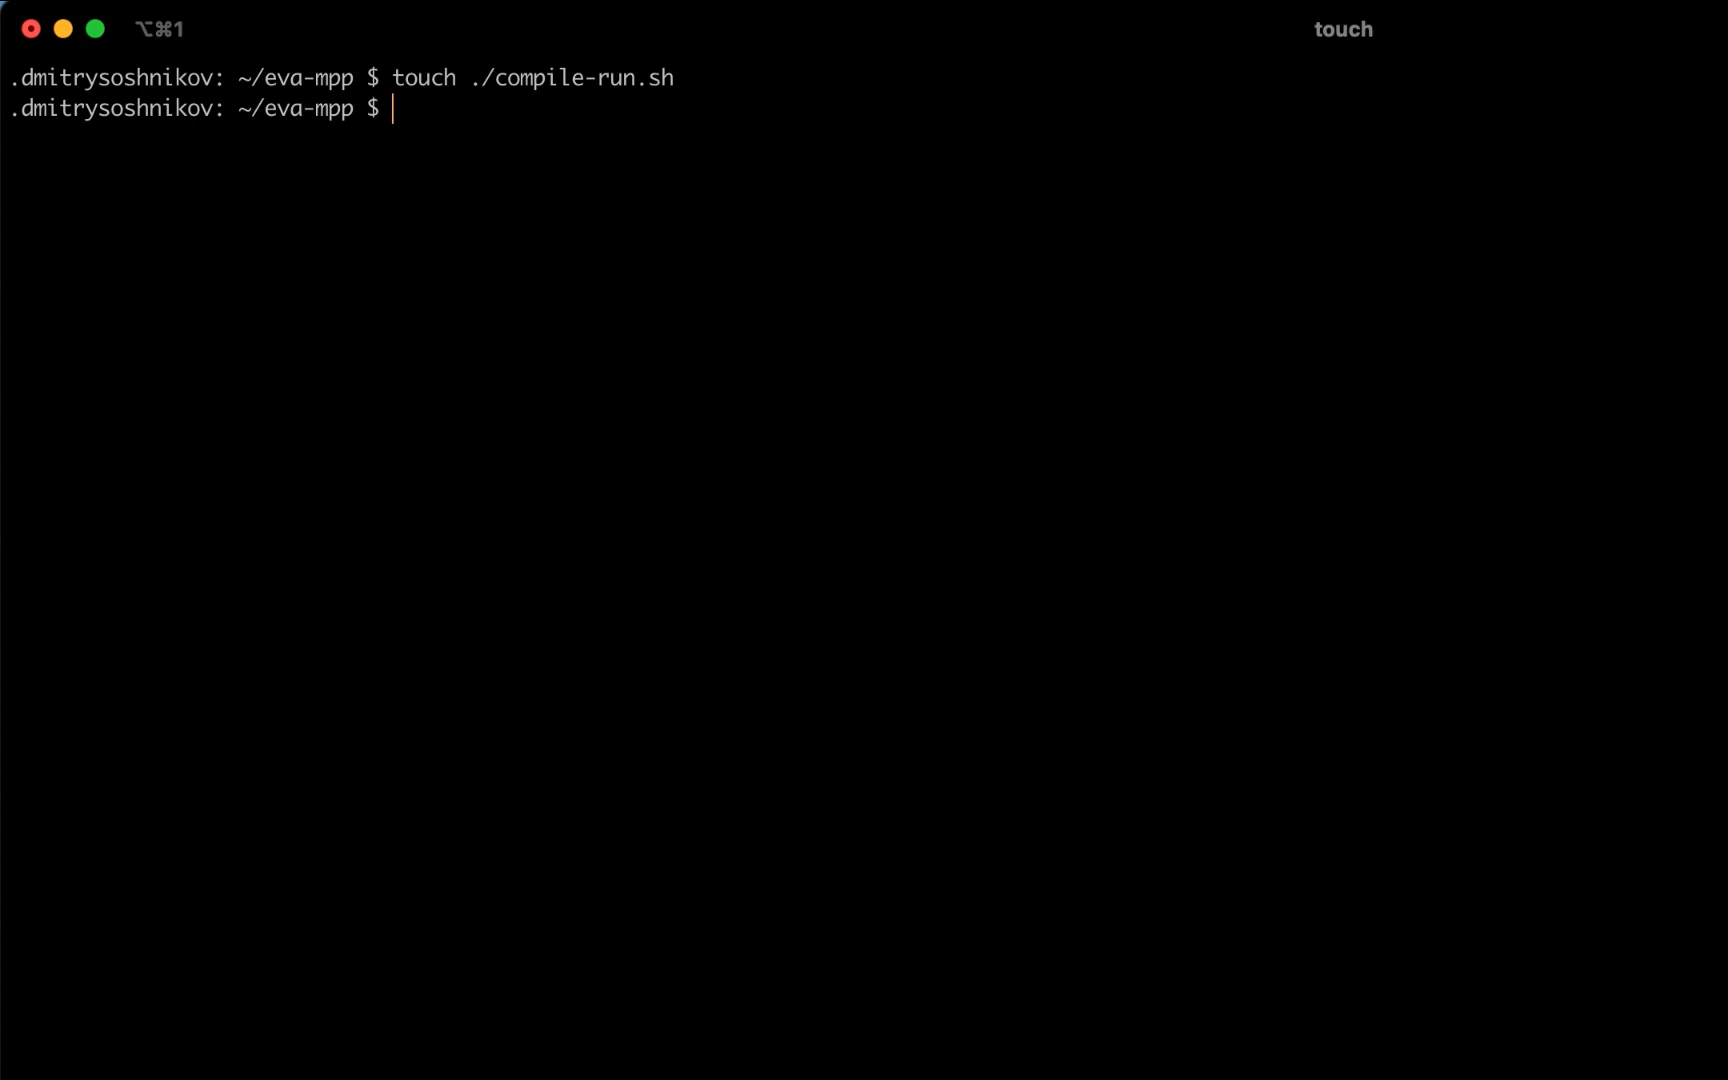 ⌥⌘1 touch
.dmitrysoshnikov: ~/eva-mpp $ touch ./compile-run.sh
.dmitrysoshnikov: ~/eva-mpp $